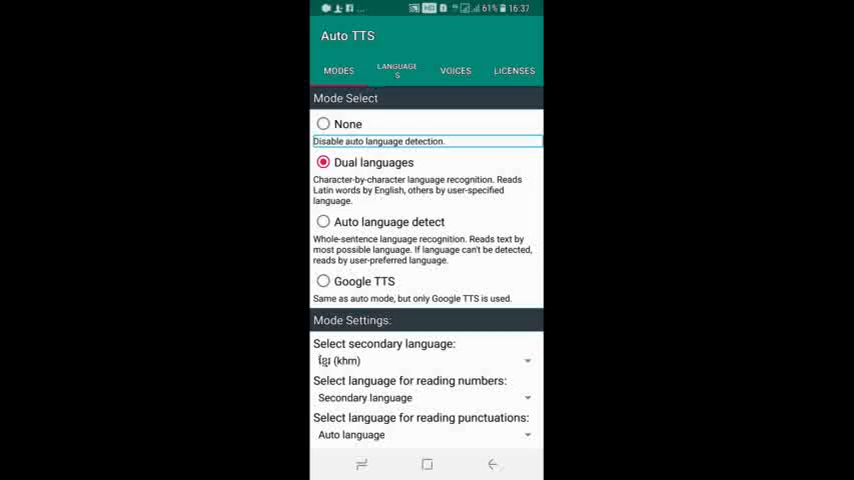 61% 16:37
Auto TTS
MODES
LANGUAGE
S
VOICES
LICENSES
Mode Select
None
Disable auto language detection.
Dual languages
Character-by-character language recognition. Reads
Latin words by English, others by user-specified
language.
Auto language detect
Whole-sentence language recognition. Reads text by
most possible language. If language can't be detected,
reads by user-preferred language.
Google TTS
Same as auto mode, but only Google TTS is used.
Mode Settings:
Select secondary language:
ខ្មែរ (khm)
Select language for reading numbers:
Secondary language
Select language for reading punctuations:
Auto language